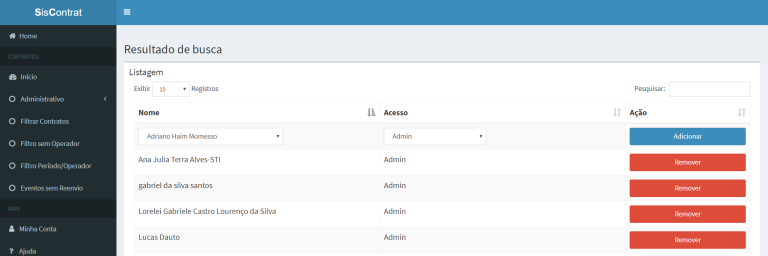 SisContrat
Home
CONTRATOS
Início
Administrativo
Filtrar Contratos
Filtro sem Operador
Filtro Período/Operador
Eventos sem Reenvio
MAIS
Minha Conta
? Ajuda
Resultado de busca
Listagem
Exibir 10 Registros
Pesquisar:
Nome Acesso Ação
Adriano Haim Momesso Admin Adicionar
Ana Julia Terra Alves-STI Admin Remover
gabriel da silva santos Admin Remover
Lorelei Gabriele Castro Lourenço da Silva Admin Remover
Lucas Dauto Admin Remover